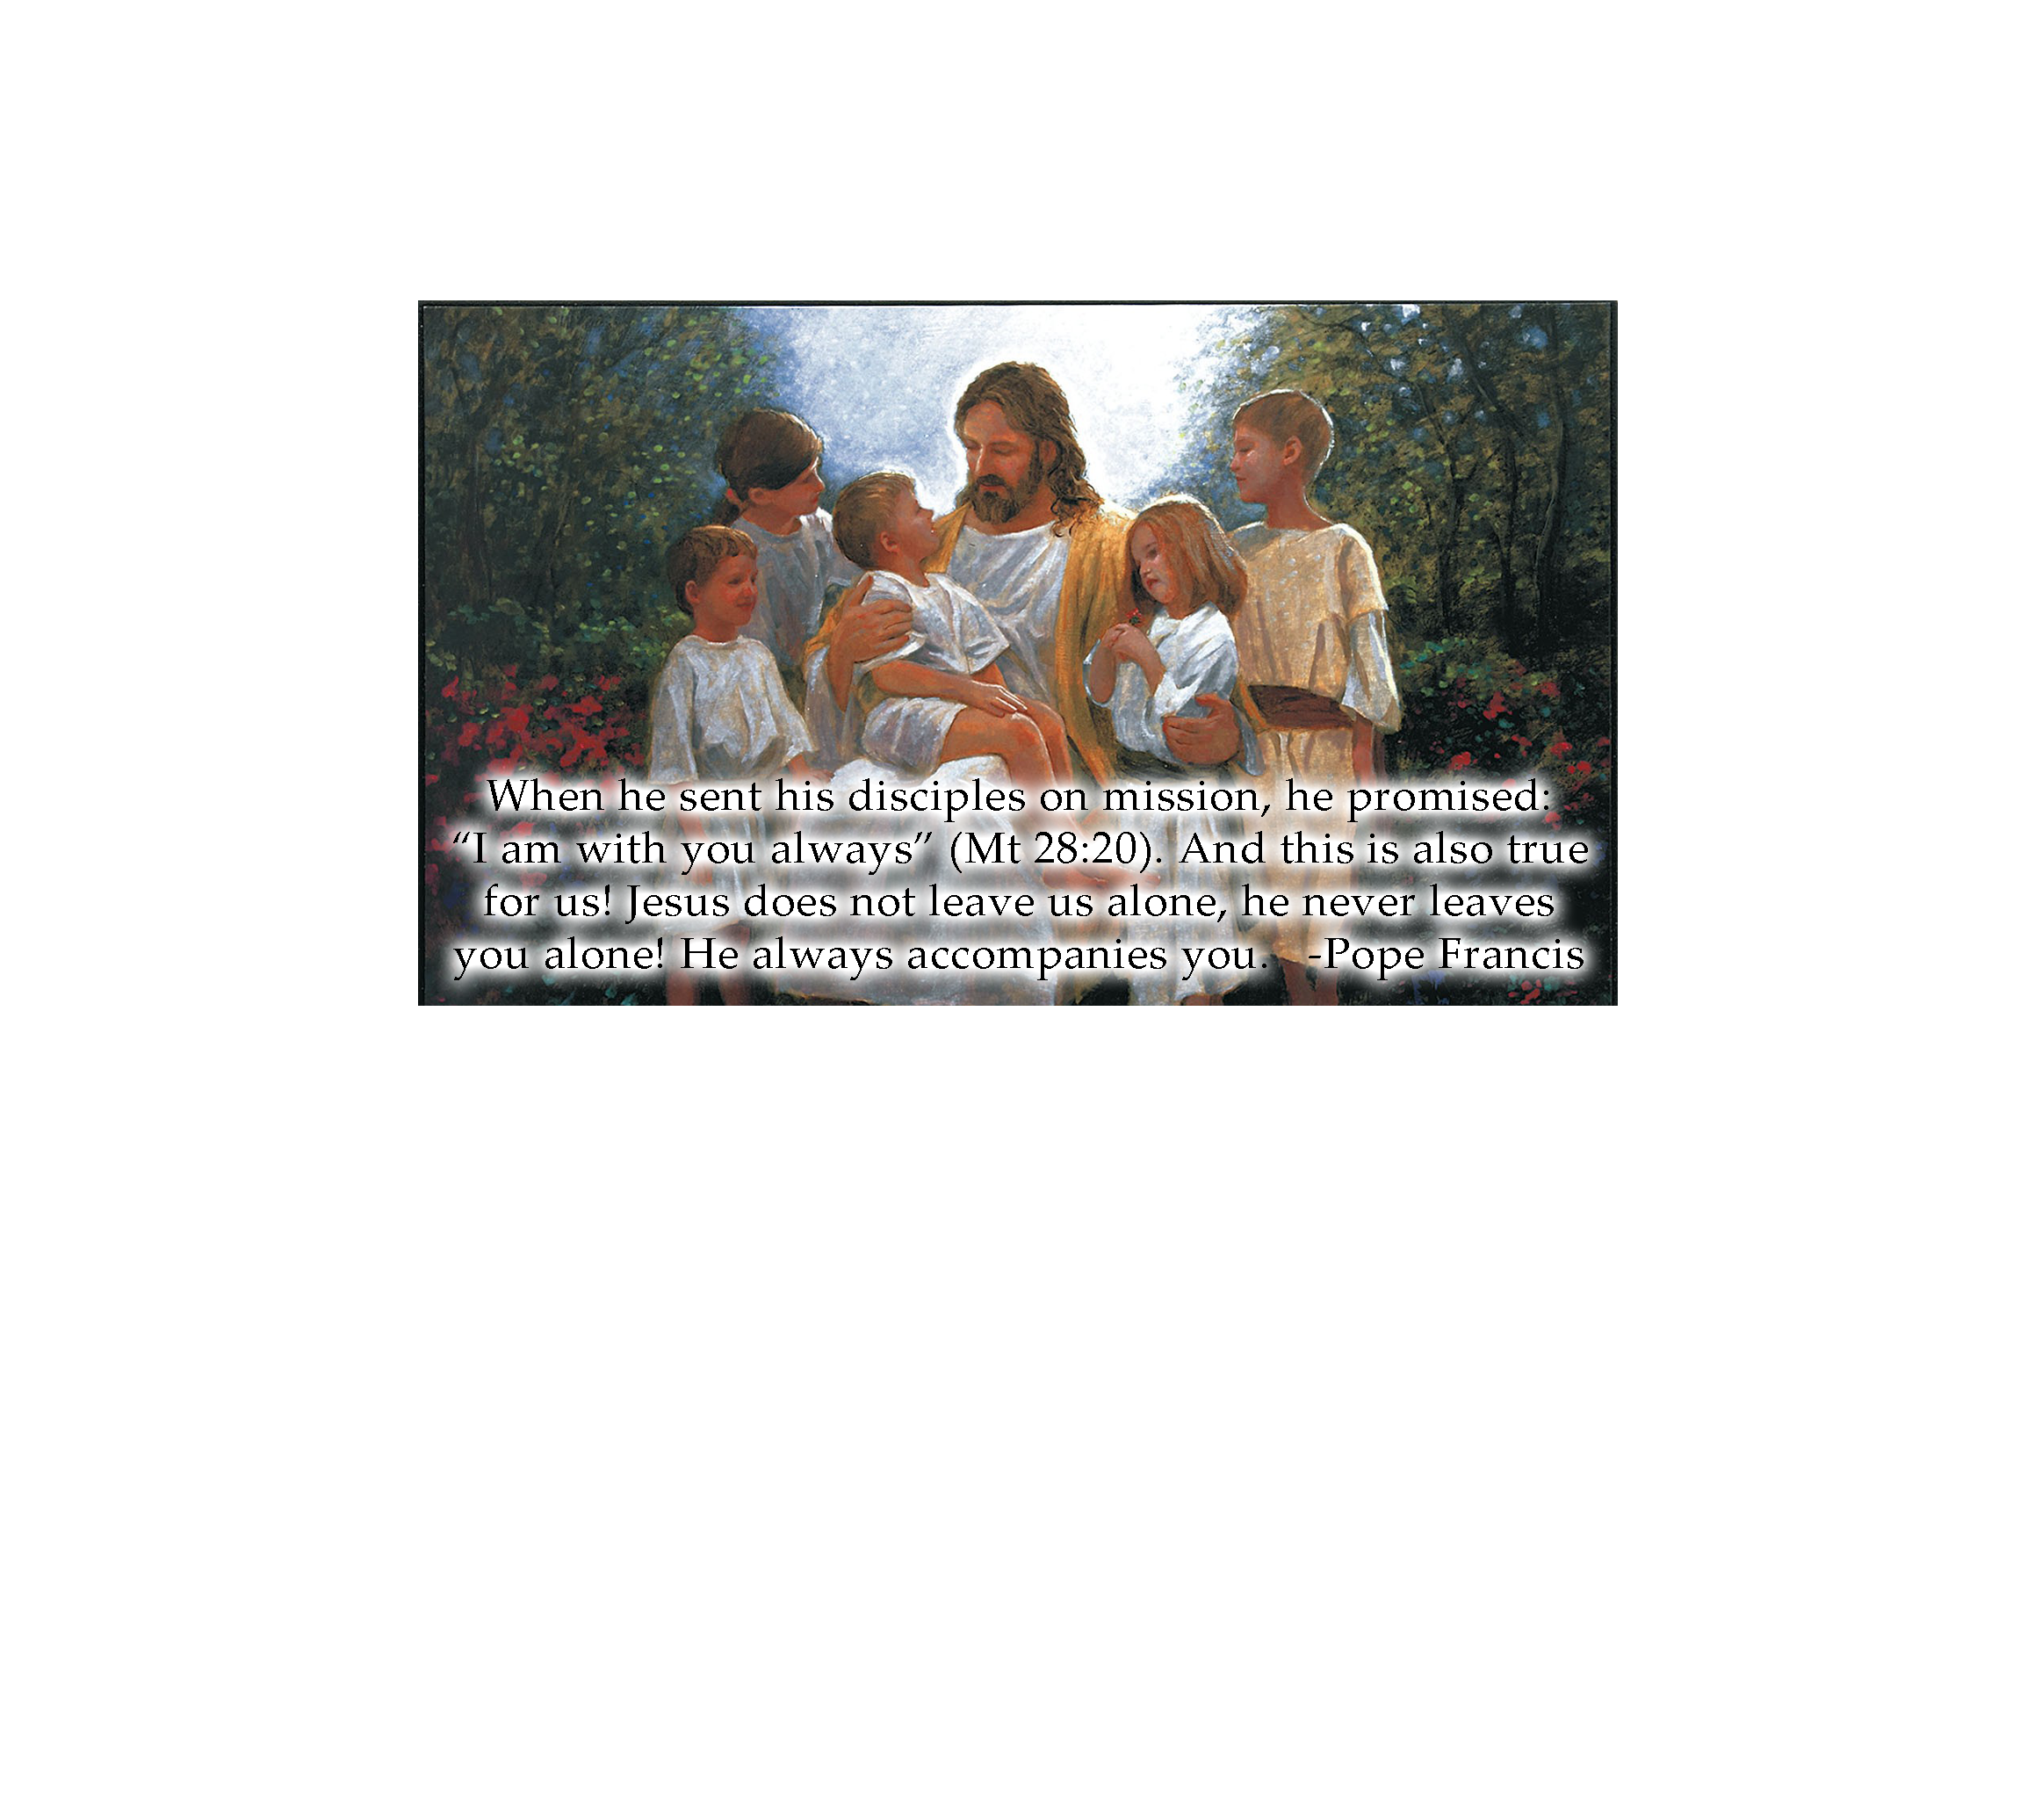 When he sent his disciples on mission, he promised:
“I am with you always” (Mt 28:20). And this is also true
for us! Jesus does not leave us alone, he never leaves
you alone! He always accompanies you.   -Pope Francis